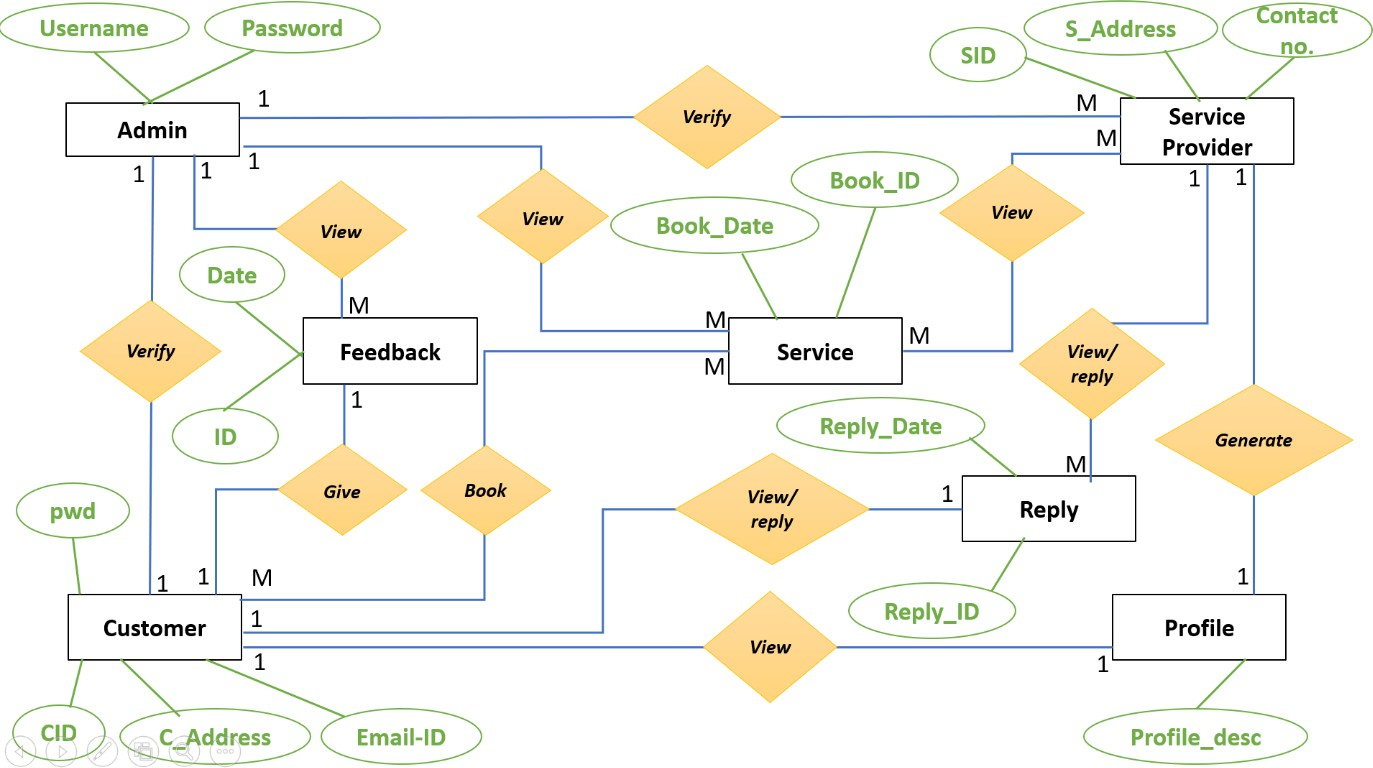 Username
Password
SID
S_Address
Contact
no.
Admin
1
Verify
M
Service
Provider
1
1
1
M
1
1
View
View
Book_Date
Book_ID
View
Date
M
Verify
Feedback
M
M
Service
M
View/
reply
ID
1
Reply_Date
Generate
Give
Book
View/
reply
1
M
Reply
pwd
1
1
M
1
Reply_ID
1
Customer
1
View
1
Profile
CID
C_Address
Email-ID
Profile_desc